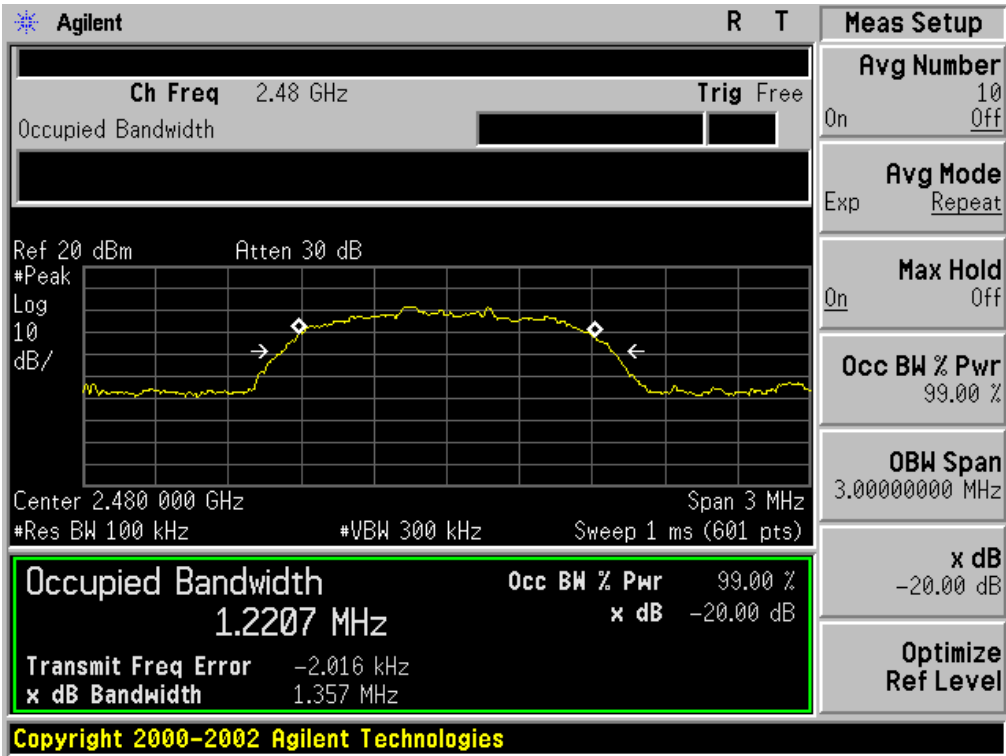 Agilent R T
Ch Freq 2.48 GHz Trig Free
Occupied Bandwidth
Ref 20 dBm Atten 30 dB
#Peak
Log
10
dB/
Center 2.480 000 GHz Span 3 MHz
#Res BW 100 kHz #VBW 300 kHz Sweep 1 ms (601 pts)
Occupied Bandwidth Occ BW % Pwr 99.00 %
1.2207 MHz x dB -20.00 dB
Transmit Freq Error -2.016 kHz
x dB Bandwidth 1.357 MHz
Copyright 2000-2002 Agilent Technologies
Meas Setup
Avg Number
10
On Off
Avg Mode
Exp Repeat
Max Hold
On Off
Occ BW % Pwr
99.00 %
OBW Span
3.00000000 MHz
x dB
-20.00 dB
Optimize
Ref Level